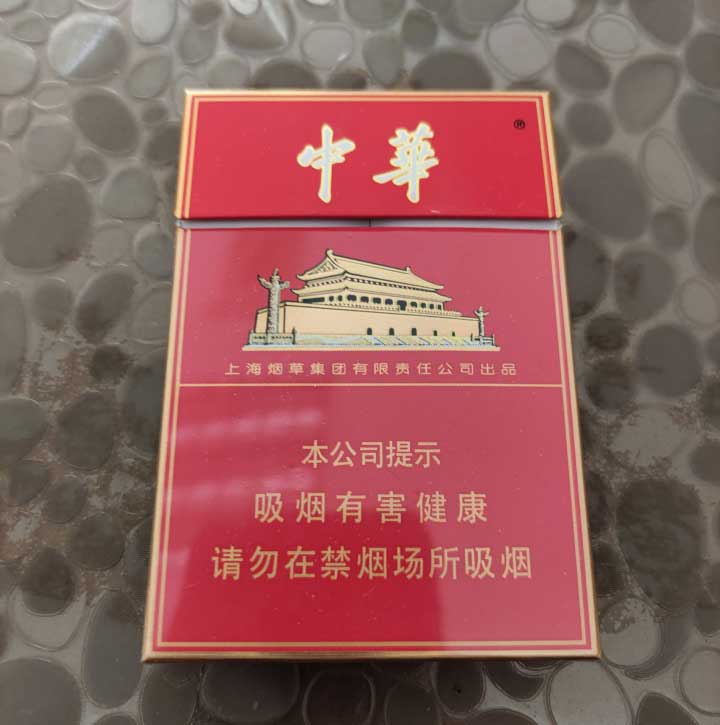 中華®
上海烟草集团有限责任公司出品
本公司提示
吸烟有害健康
请勿在禁烟场所吸烟